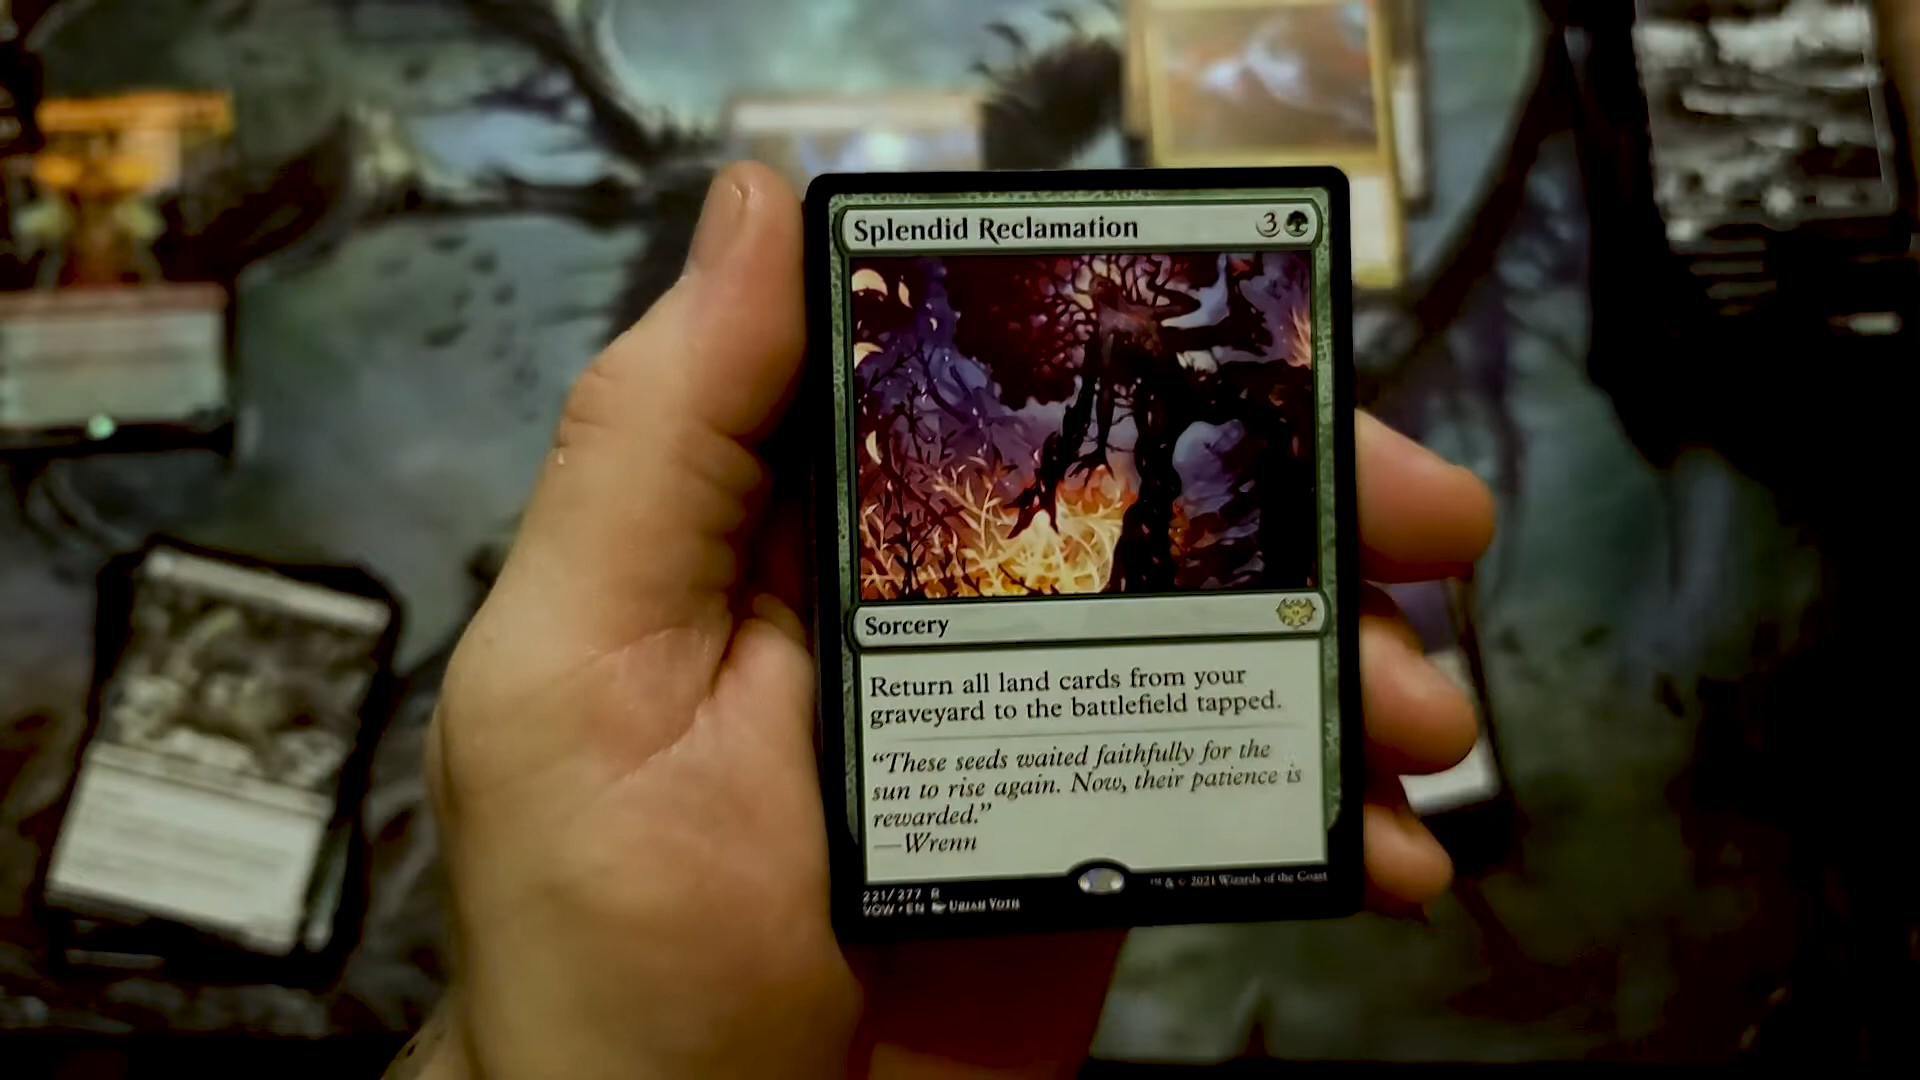 Splendid Reclamation 3
Sorcery
Return all land cards from your
graveyard to the battlefield tapped.
“These seeds waited faithfully for the
sun to rise again. Now, their patience is
rewarded.”
—Wrenn
221/277 R
VOW • EN Uriah Voth
™ & © 2021 Wizards of the Coast